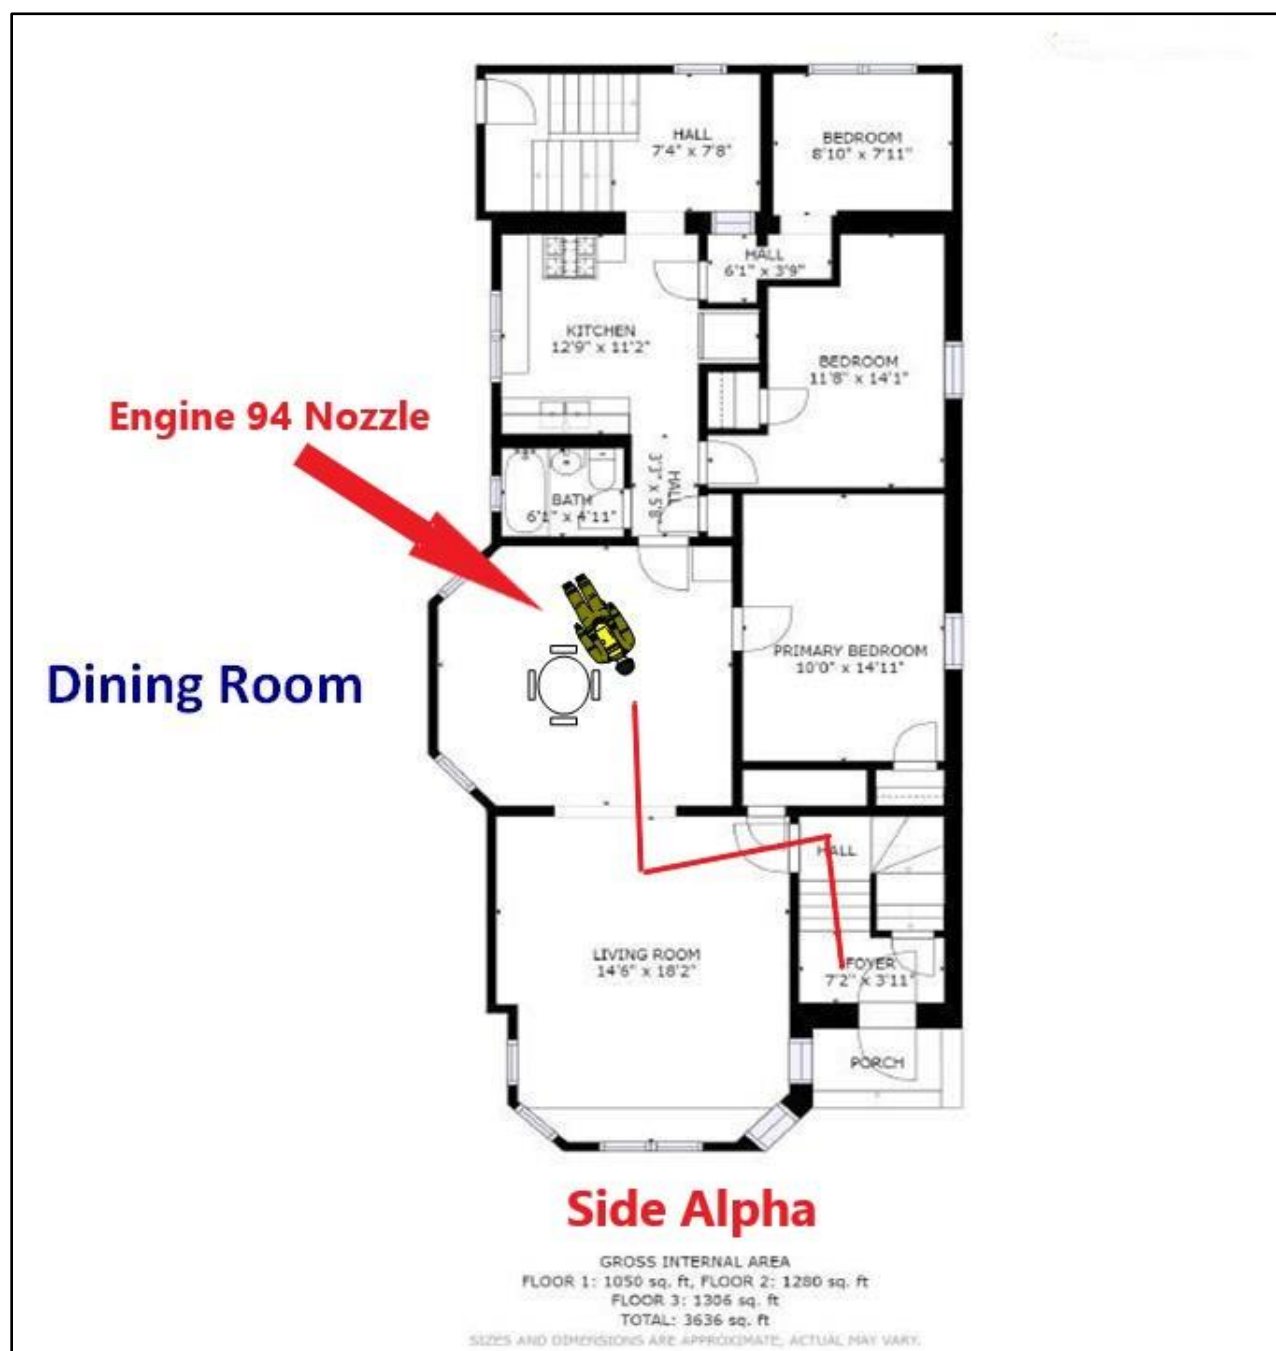 HALL
7'4" x 7'8"
BEDROOM
8'10" x 7'11"
HALL
6'1" x 3'9"
KITCHEN
12'9" x 11'2"
BEDROOM
11'8" x 14'1"
Engine 94 Nozzle
HALL
3'3" x 5'8"
BATH
6'1" x 4'11"
Dining Room
PRIMARY BEDROOM
10'0" x 14'11"
HALL
LIVING ROOM
14'6" x 18'2"
FOYER
7'2" x 3'11"
PORCH
Side Alpha
GROSS INTERNAL AREA
FLOOR 1: 1050 sq. ft, FLOOR 2: 1280 sq. ft
FLOOR 3: 1306 sq. ft
TOTAL: 3636 sq. ft
SIZES AND DIMENSIONS ARE APPROXIMATE, ACTUAL MAY VARY.